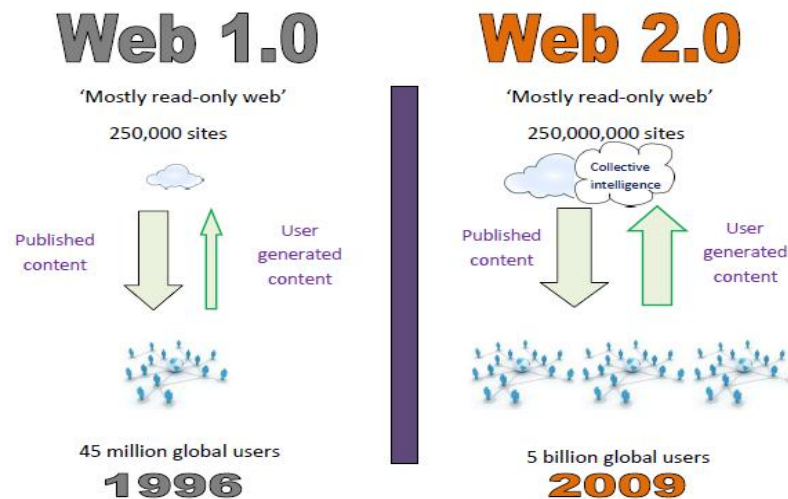 Web 1.0
‘Mostly read-only web’
250,000 sites
Published
content
User
generated
content
45 million global users
1996
Web 2.0
‘Mostly read-only web’
250,000,000 sites
Collective
intelligence
Published
content
User
generated
content
5 billion global users
2009